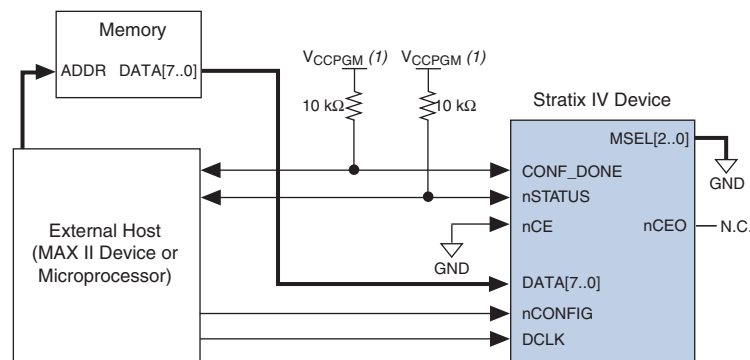 Memory
ADDR DATA[7..0]
VCCPGM (1) VCCPGM (1)
10 kΩ 10 kΩ
Stratix IV Device
MSEL[2..0]
GND
CONF_DONE
nSTATUS
nCE
nCEO
N.C.
GND
External Host
(MAX II Device or
Microprocessor)
DATA[7..0]
nCONFIG
DCLK